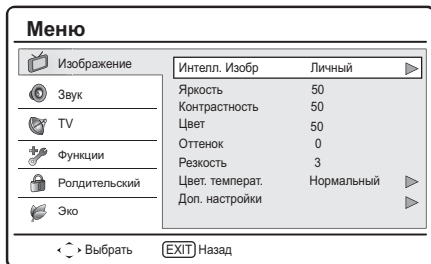 Меню
Изображение
Звук
TV
Функции
Ролдительский
Эко
Интелл. Изобр Личный
Яркость 50
Контрастность 50
Цвет 50
Оттенок 0
Резкость 3
Цвет. температ. Нормальный
Доп. настройки
Выбрать EXIT Назад